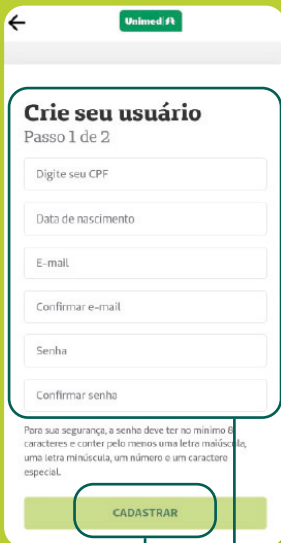 Unimed
Crie seu usuário
Passo 1 de 2
Digite seu CPF
Data de nascimento
E-mail
Confirmar e-mail
Senha
Confirmar senha
Para sua segurança, a senha deve ter no mínimo 8
caracteres e conter pelo menos uma letra maiúscula,
uma letra minúscula, um número e um caractere
especial.
CADASTRAR